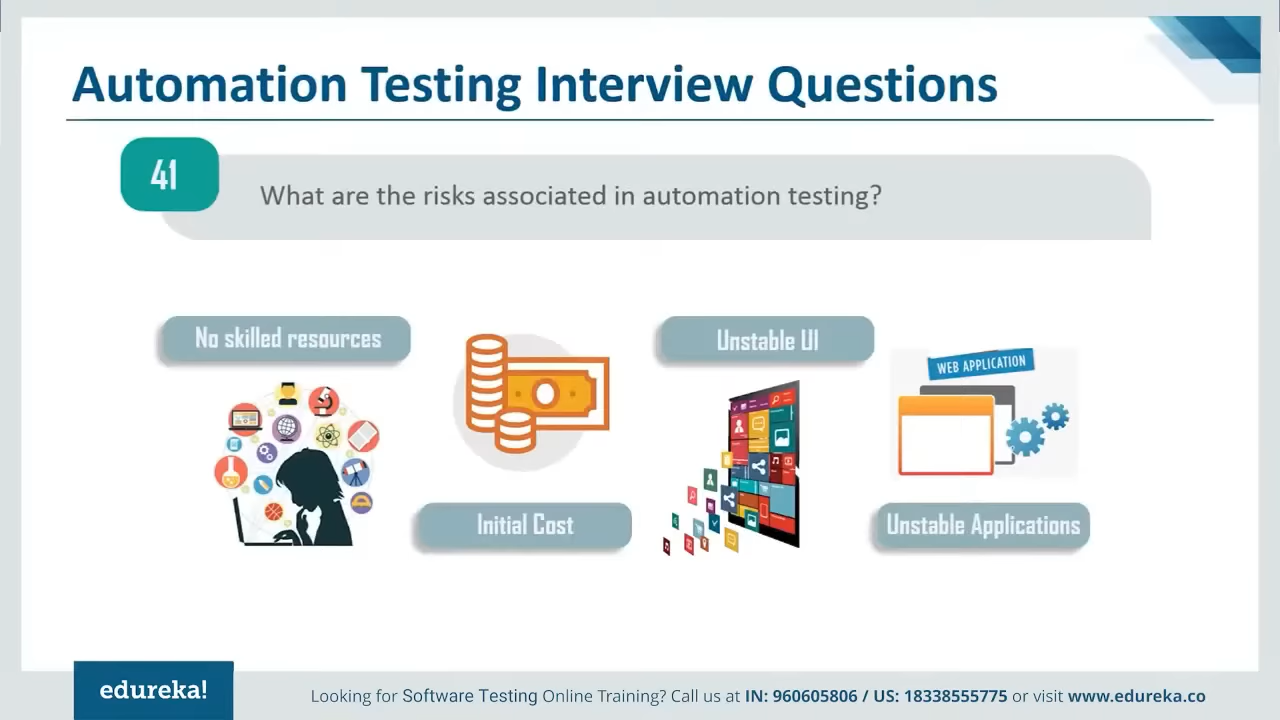 Automation Testing Interview Questions
41
What are the risks associated in automation testing?
No skilled resources
Initial Cost
Unstable UI
WEB APPLICATION
Unstable Applications
edureka!
Looking for Software Testing Online Training? Call us at IN: 960605806 / US: 18338555775 or visit www.edureka.co